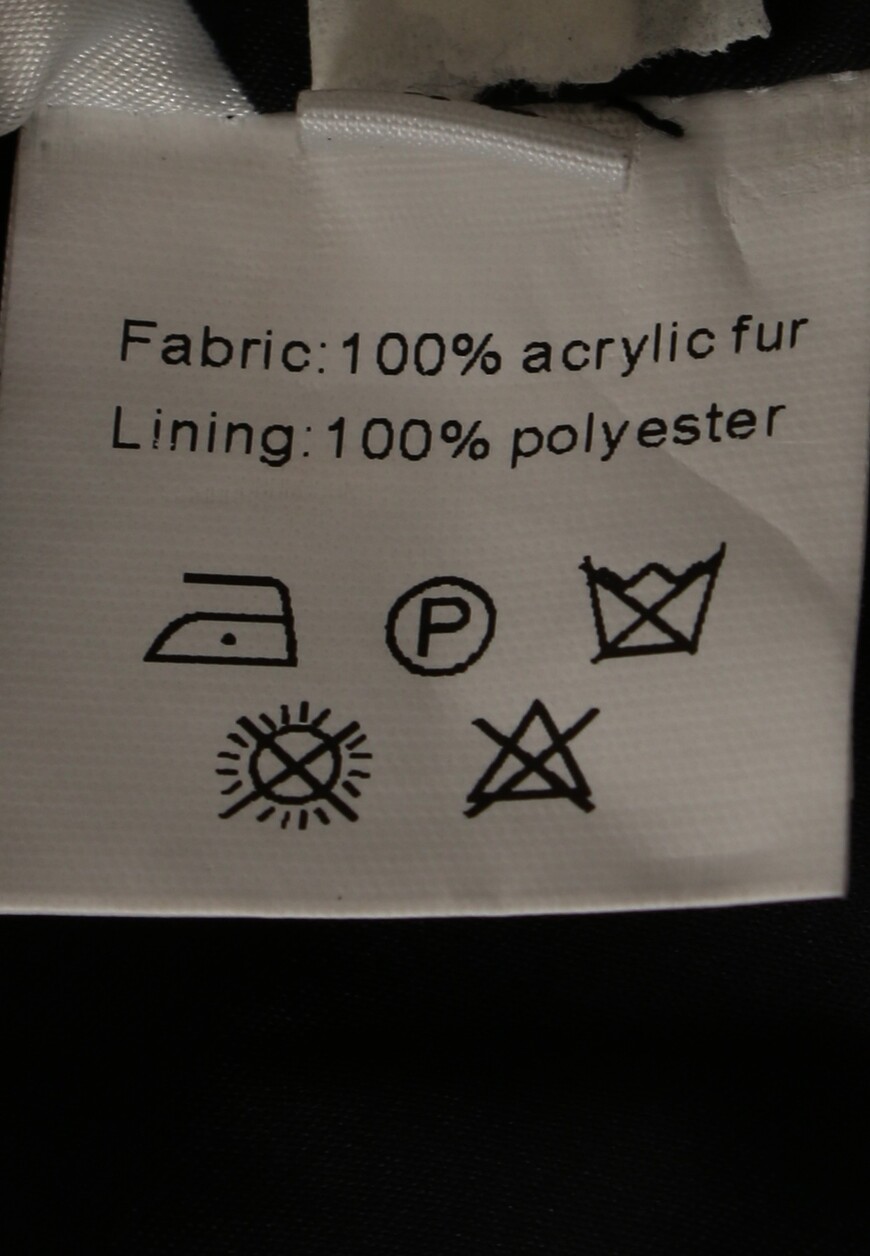 Fabric:100% acrylic fur
Lining:100% polyester
P